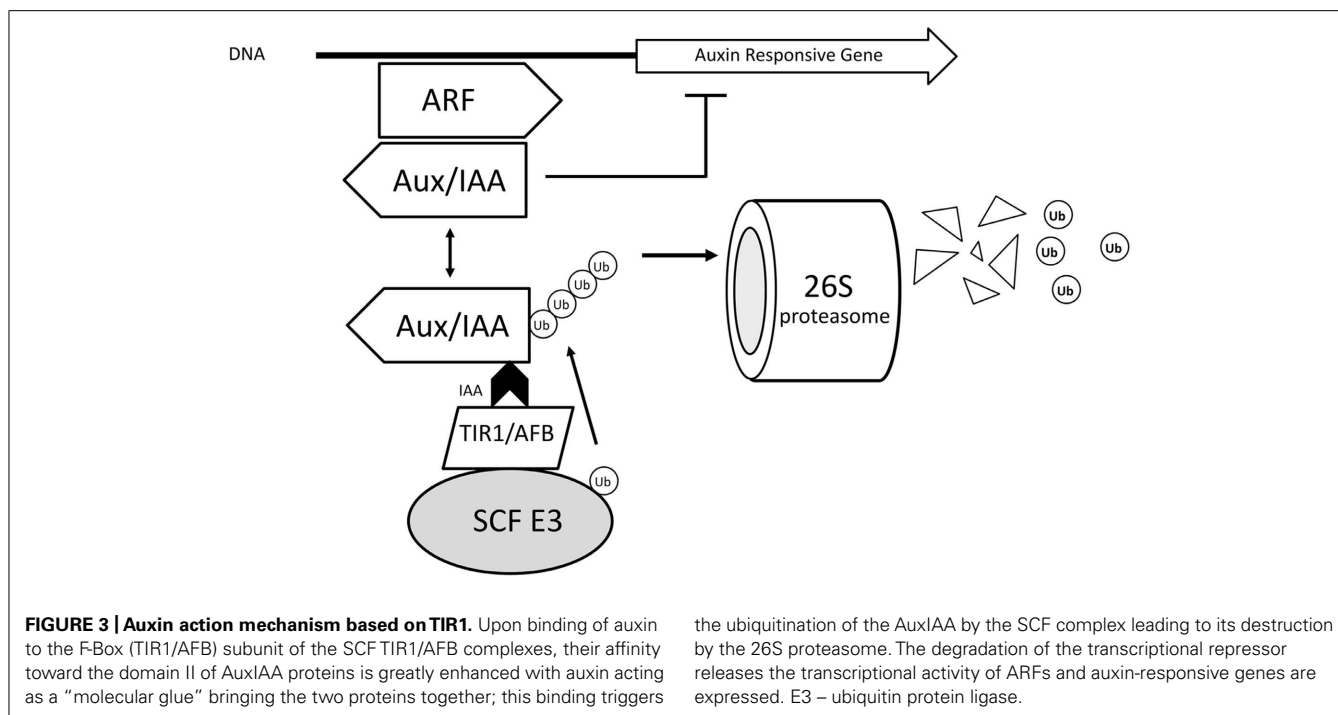 DNA
Auxin Responsive Gene
ARF
Aux/IAA
Aux/IAA
Ub
Ub
Ub
Ub
26S
proteasome
Ub
Ub
Ub
Ub
IAA
TIR1/AFB
Ub
SCF E3
FIGURE 3 | Auxin action mechanism based on TIR1. Upon binding of auxin
to the F-Box (TIR1/AFB) subunit of the SCF TIR1/AFB complexes, their affinity
toward the domain II of AuxIAA proteins is greatly enhanced with auxin acting
as a “molecular glue” bringing the two proteins together; this binding triggers
the ubiquitination of the AuxIAA by the SCF complex leading to its destruction
by the 26S proteasome. The degradation of the transcriptional repressor
releases the transcriptional activity of ARFs and auxin-responsive genes are
expressed. E3 – ubiquitin protein ligase.